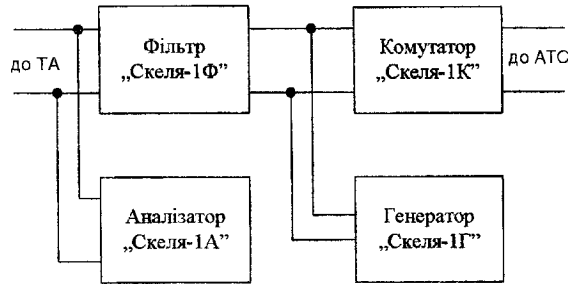 до ТА
Фільтр
„Скеля-1Ф”
Комутатор
„Скеля-1К”
до АТС
Аналізатор
„Скеля-1А”
Генератор
„Скеля-1Г”